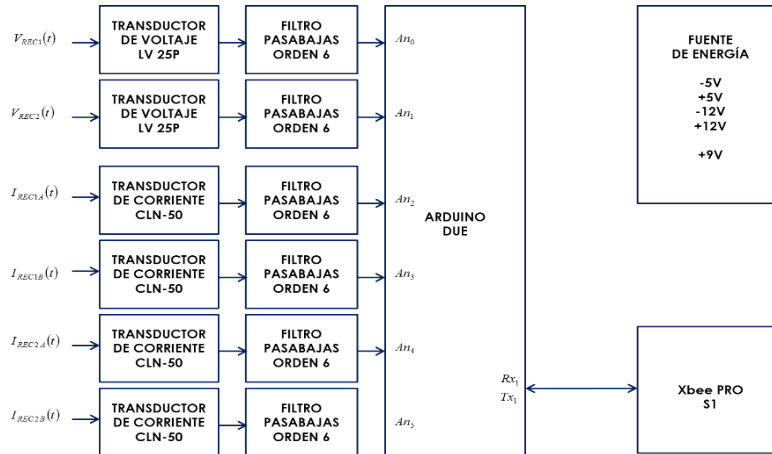 V_REC1(t)
TRANSDUCTOR
DE VOLTAJE
LV 25P
FILTRO
PASABAJAS
ORDEN 6
An_0
V_REC2(t)
TRANSDUCTOR
DE VOLTAJE
LV 25P
FILTRO
PASABAJAS
ORDEN 6
An_1
I_REC1A(t)
TRANSDUCTOR
DE CORRIENTE
CLN-50
FILTRO
PASABAJAS
ORDEN 6
An_2
I_REC1B(t)
TRANSDUCTOR
DE CORRIENTE
CLN-50
FILTRO
PASABAJAS
ORDEN 6
An_3
I_REC2A(t)
TRANSDUCTOR
DE CORRIENTE
CLN-50
FILTRO
PASABAJAS
ORDEN 6
An_4
I_REC2B(t)
TRANSDUCTOR
DE CORRIENTE
CLN-50
FILTRO
PASABAJAS
ORDEN 6
An_5
ARDUINO
DUE
Rx_1
Tx_1
FUENTE
DE ENERGÍA
-5V
+5V
-12V
+12V
+9V
Xbee PRO
S1